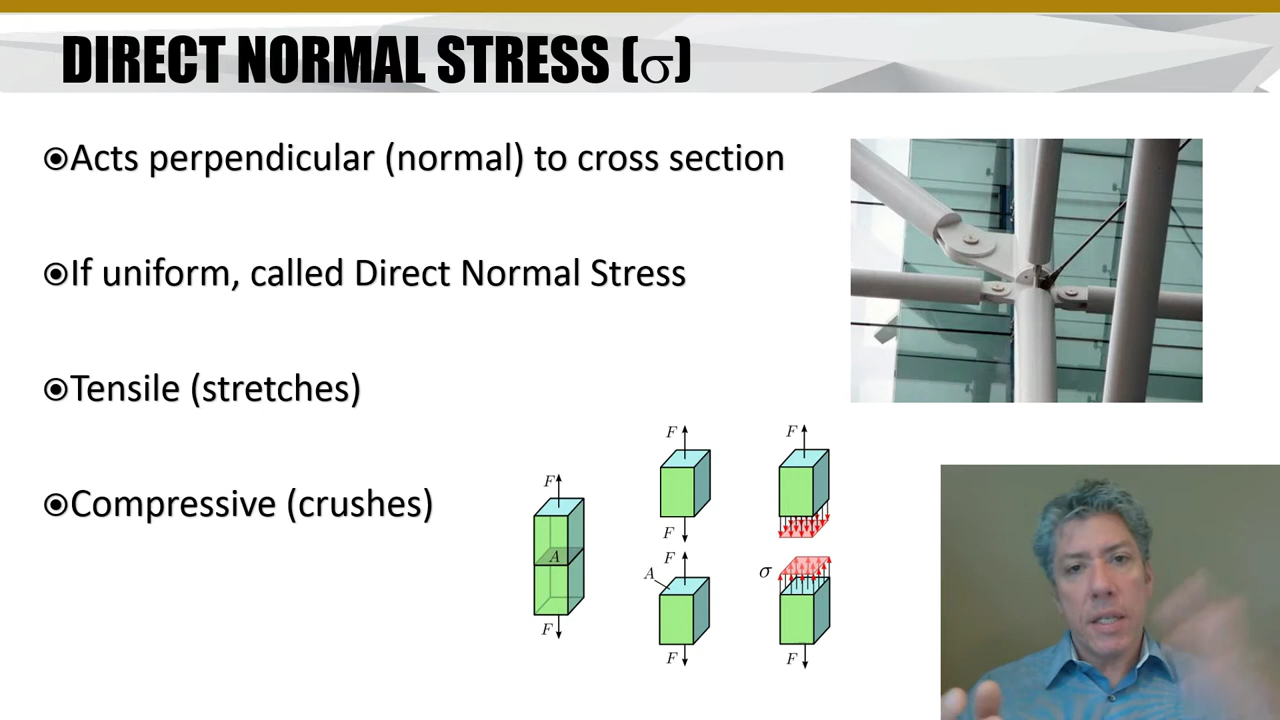 DIRECT NORMAL STRESS (σ)
Acts perpendicular (normal) to cross section
If uniform, called Direct Normal Stress
Tensile (stretches)
Compressive (crushes)
F
A
F
F
F
F
A
F
F
σ
F